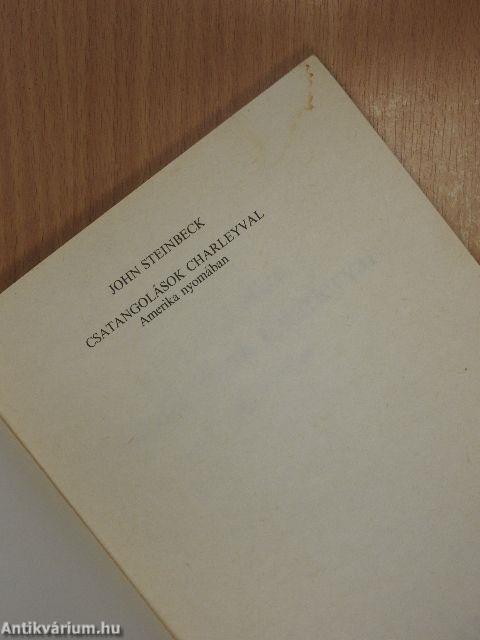 JOHN STEINBECK
CSATANGOLÁSOK CHARLEYVAL
Amerika nyomában
Antikvárium.hu